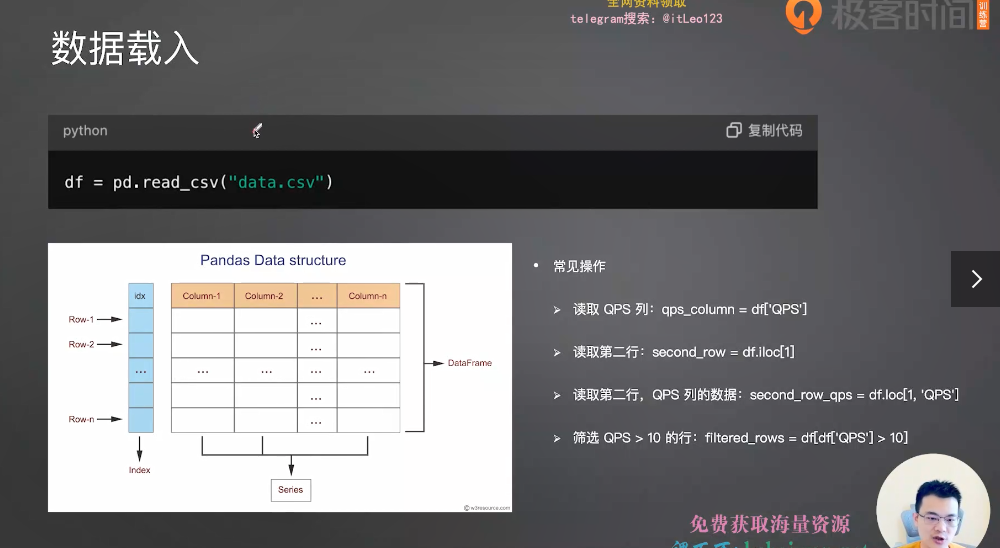 全网资料领取
telegram搜索：@itLeo123
极客时间
训练营
数据载入
python
复制代码
df = pd.read_csv("data.csv")
Pandas Data structure
idx
Column-1
Column-2
...
Column-n
Row-1
...
Row-2
...
...
...
...
...
...
DataFrame
...
Row-n
...
Index
Series
© w3resource.com
• 常见操作
➢ 读取 QPS 列：qps_column = df['QPS']
➢ 读取第二行：second_row = df.iloc[1]
➢ 读取第二行，QPS 列的数据：second_row_qps = df.loc[1, 'QPS']
➢ 筛选 QPS > 10 的行：filtered_rows = df[df['QPS'] > 10]
免费获取海量资源